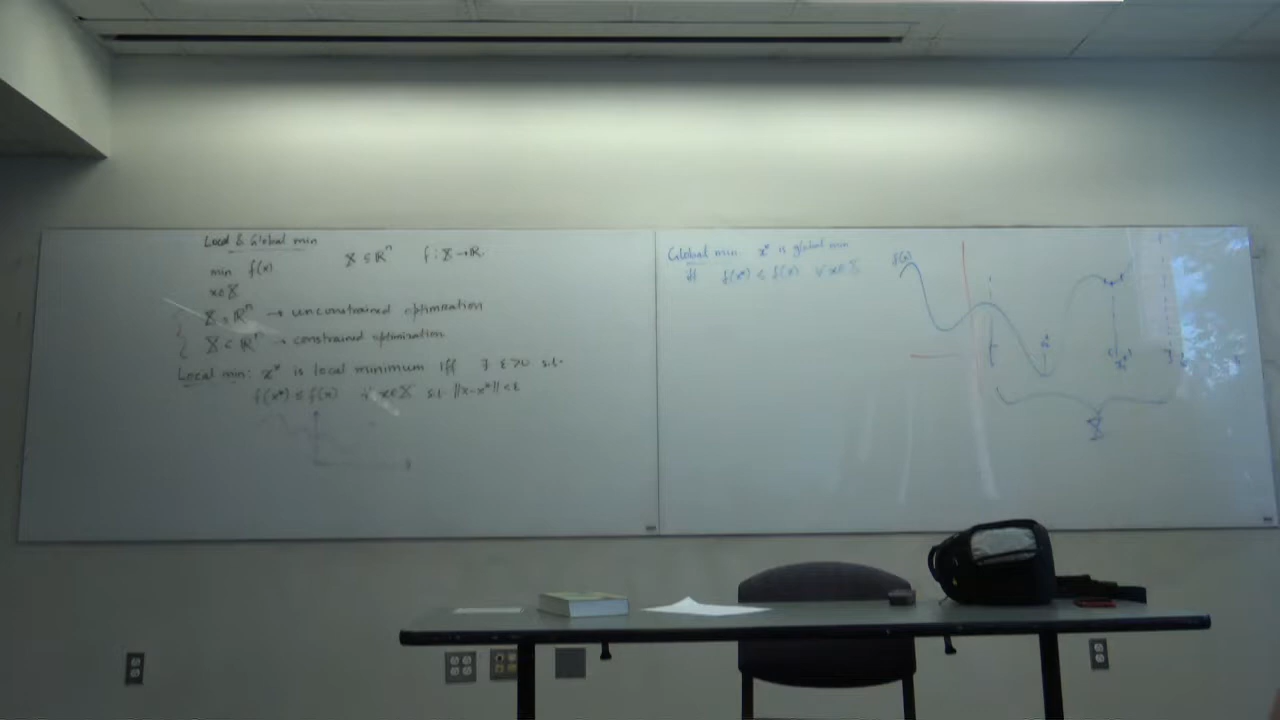 Local & Global min
min f(x) 𝕏 ⊆ ℝⁿ f : 𝕏 → ℝ
x∈𝕏
𝕏 = ℝⁿ → unconstrained optimization
𝕏 ⊂ ℝⁿ → constrained optimization
Local min: x* is local minimum iff ∃ ε>0 s.t.
f(x*) ≤ f(x) ∀ x∈𝕏 s.t. ||x-x*|| < ε
Global min x* is global min
If f(x*) ≤ f(x) ∀ x∈𝕏
f(x)
𝕏